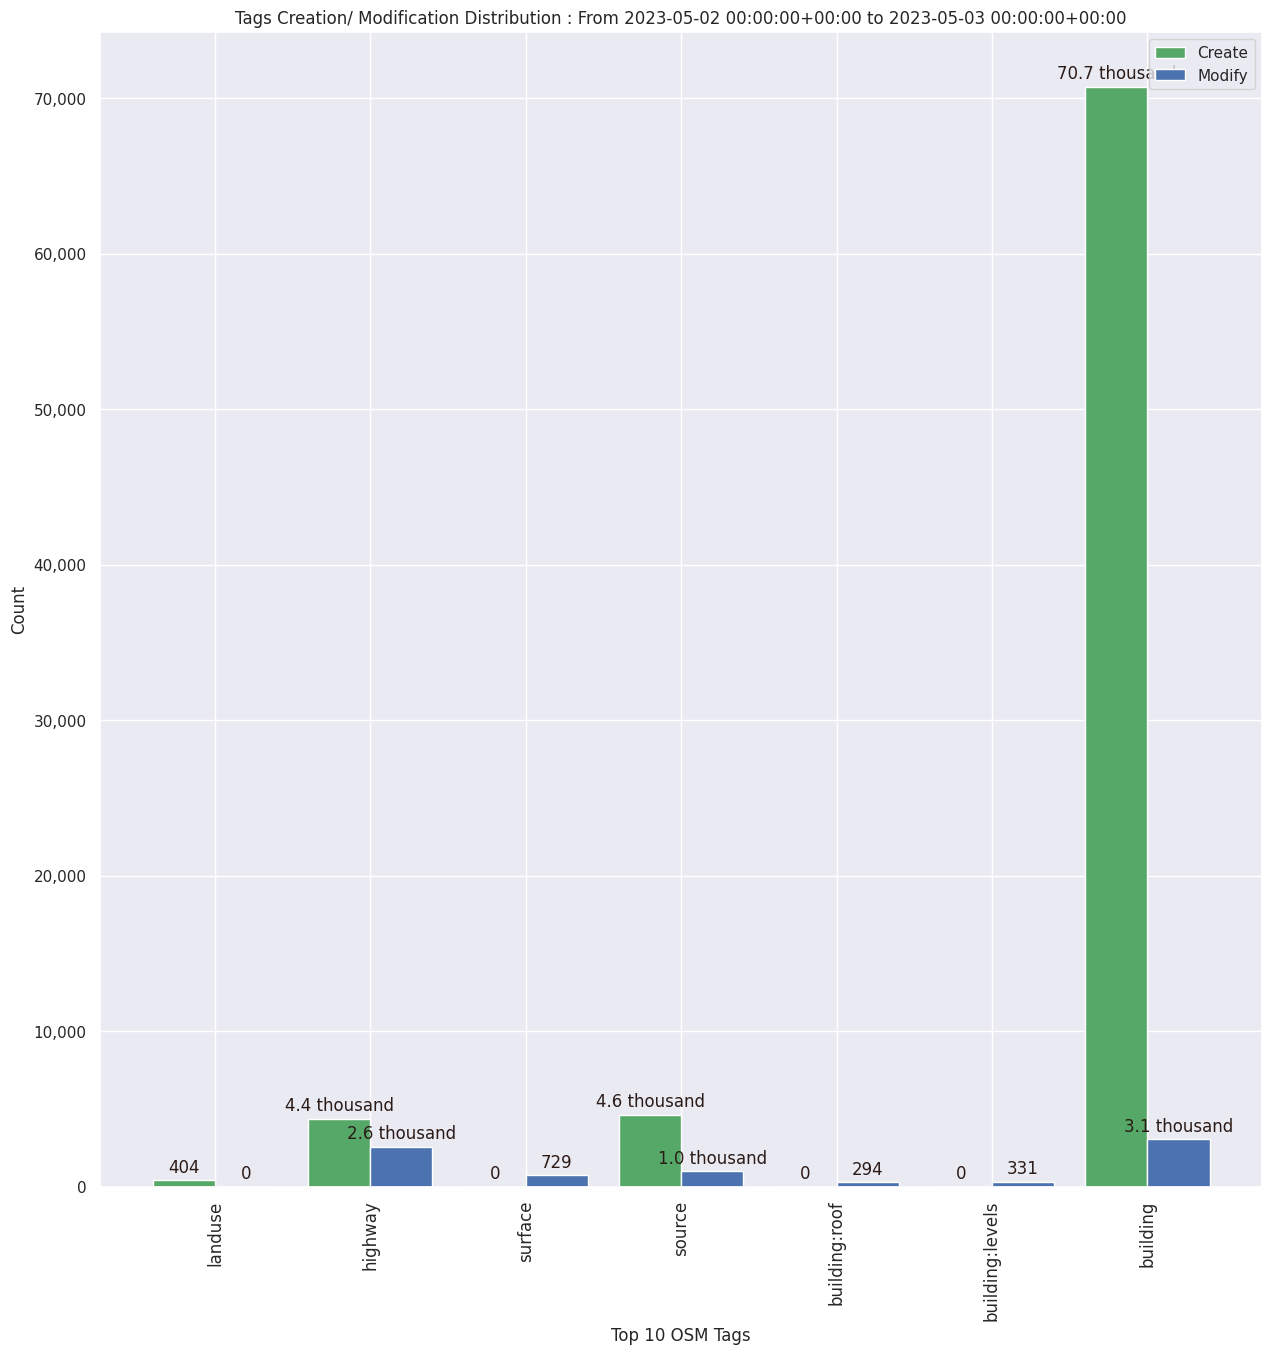 Tags Creation/ Modification Distribution : From 2023-05-02 00:00:00+00:00 to 2023-05-03 00:00:00+00:00
Create
Modify
70.7
70,000
60,000
50,000
40,000
30,000
20,000
10,000
0
Count
404
0
4.4 thousand
2.6 thousand
0
729
4.6 thousand
1.0 thousand
0
294
0
331
3.1 thousand
landuse
highway
surface
source
building:roof
building:levels
building
Top 10 OSM Tags